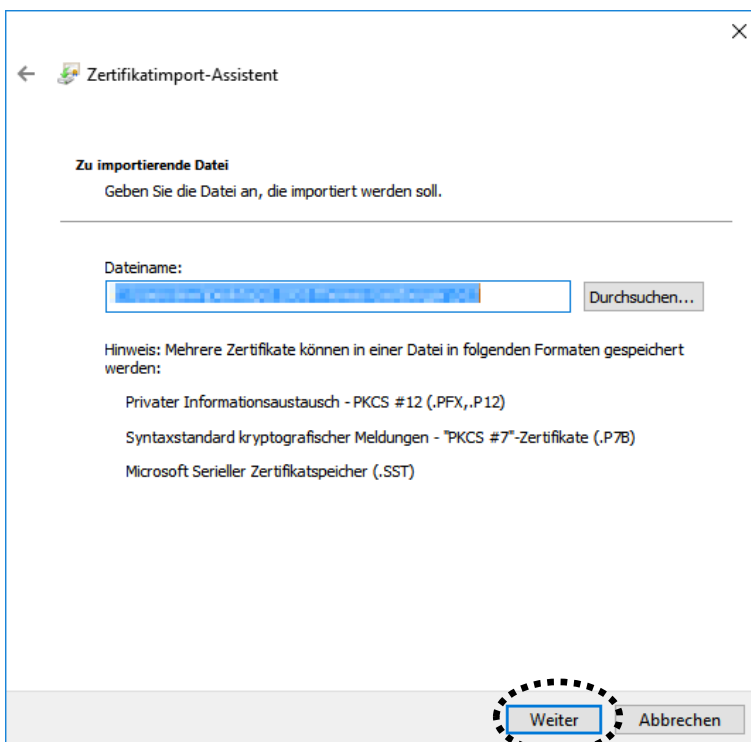 Zertifikatimport-Assistent
Zu importierende Datei
Geben Sie die Datei an, die importiert werden soll.
Dateiname:
Durchsuchen...
Hinweis: Mehrere Zertifikate können in einer Datei in folgenden Formaten gespeichert
werden:
Privater Informationsaustausch - PKCS #12 (.PFX,.P12)
Syntaxstandard kryptografischer Meldungen - "PKCS #7"-Zertifikate (.P7B)
Microsoft Serieller Zertifikatspeicher (.SST)
Weiter
Abbrechen